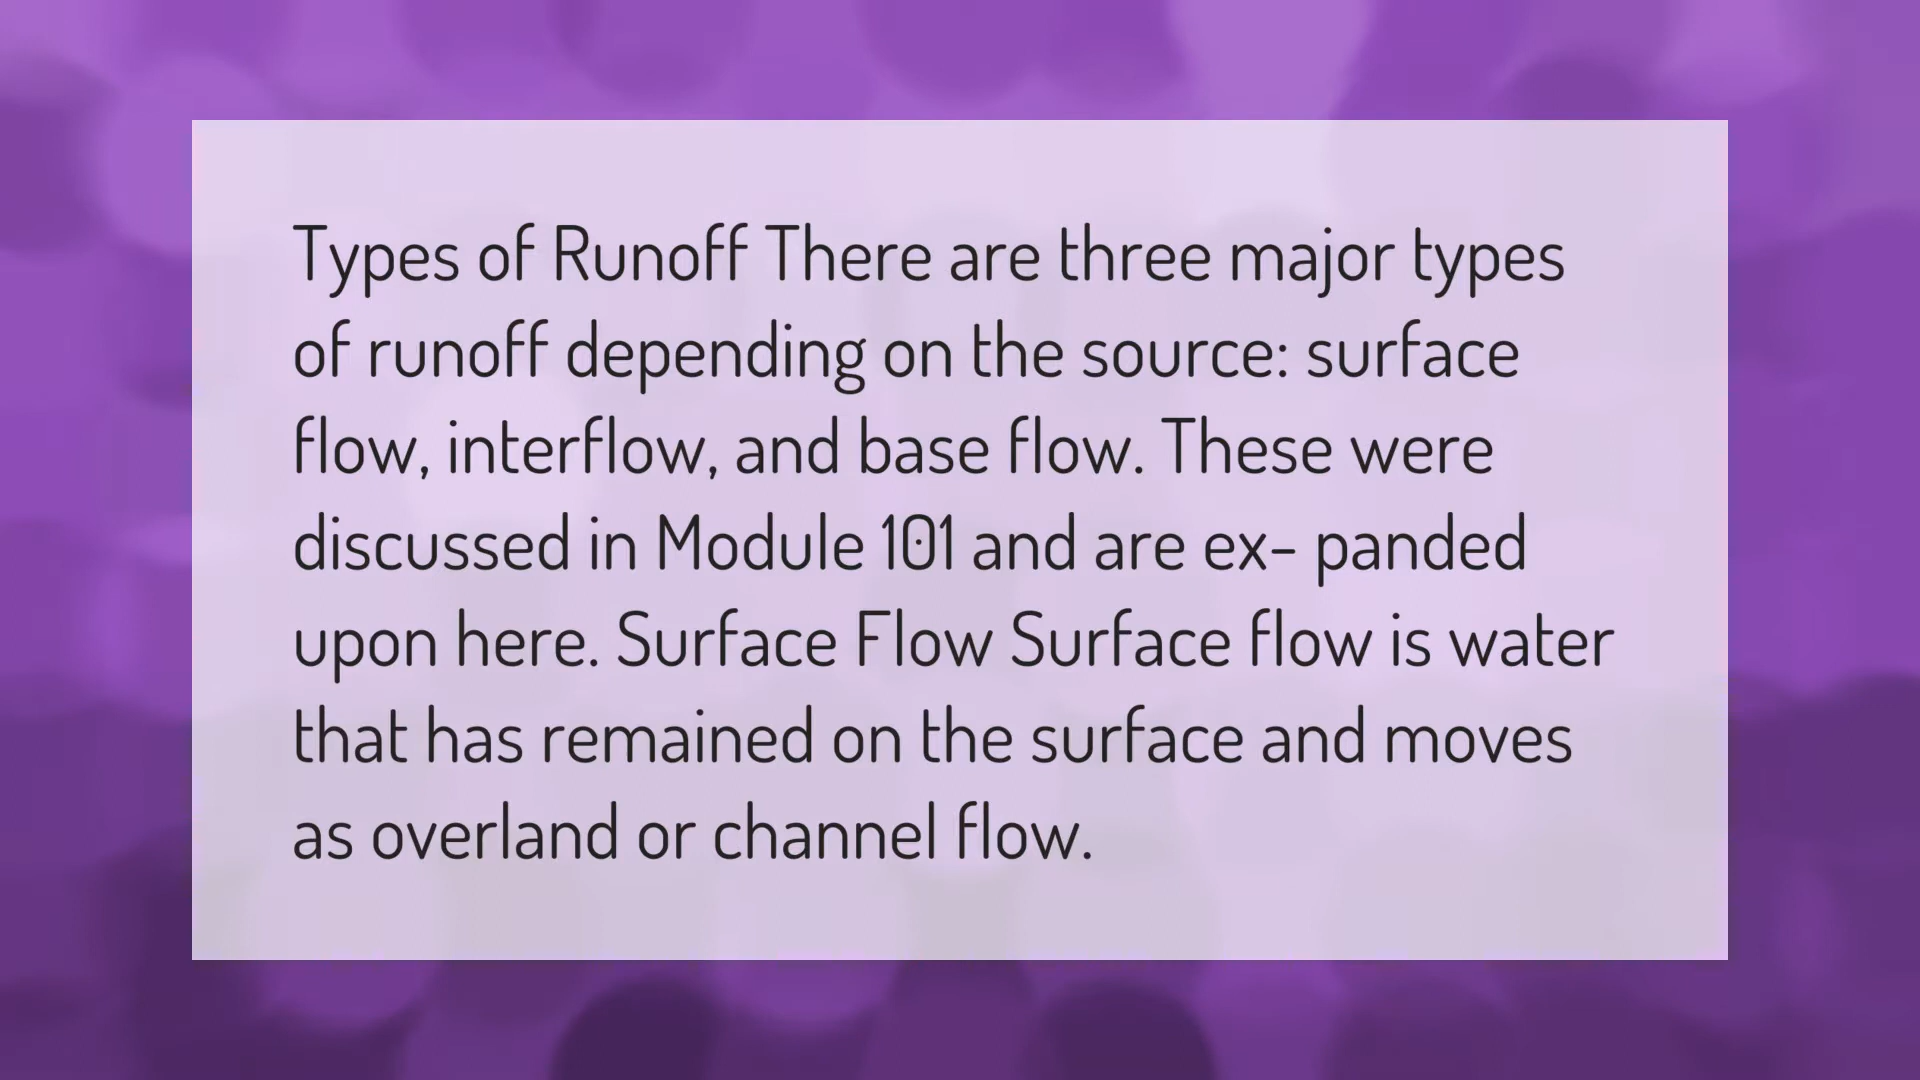 Types of Runoff There are three major types
of runoff depending on the source: surface
flow, interflow, and base flow. These were
discussed in Module 101 and are ex- panded
upon here. Surface Flow Surface flow is water
that has remained on the surface and moves
as overland or channel flow.